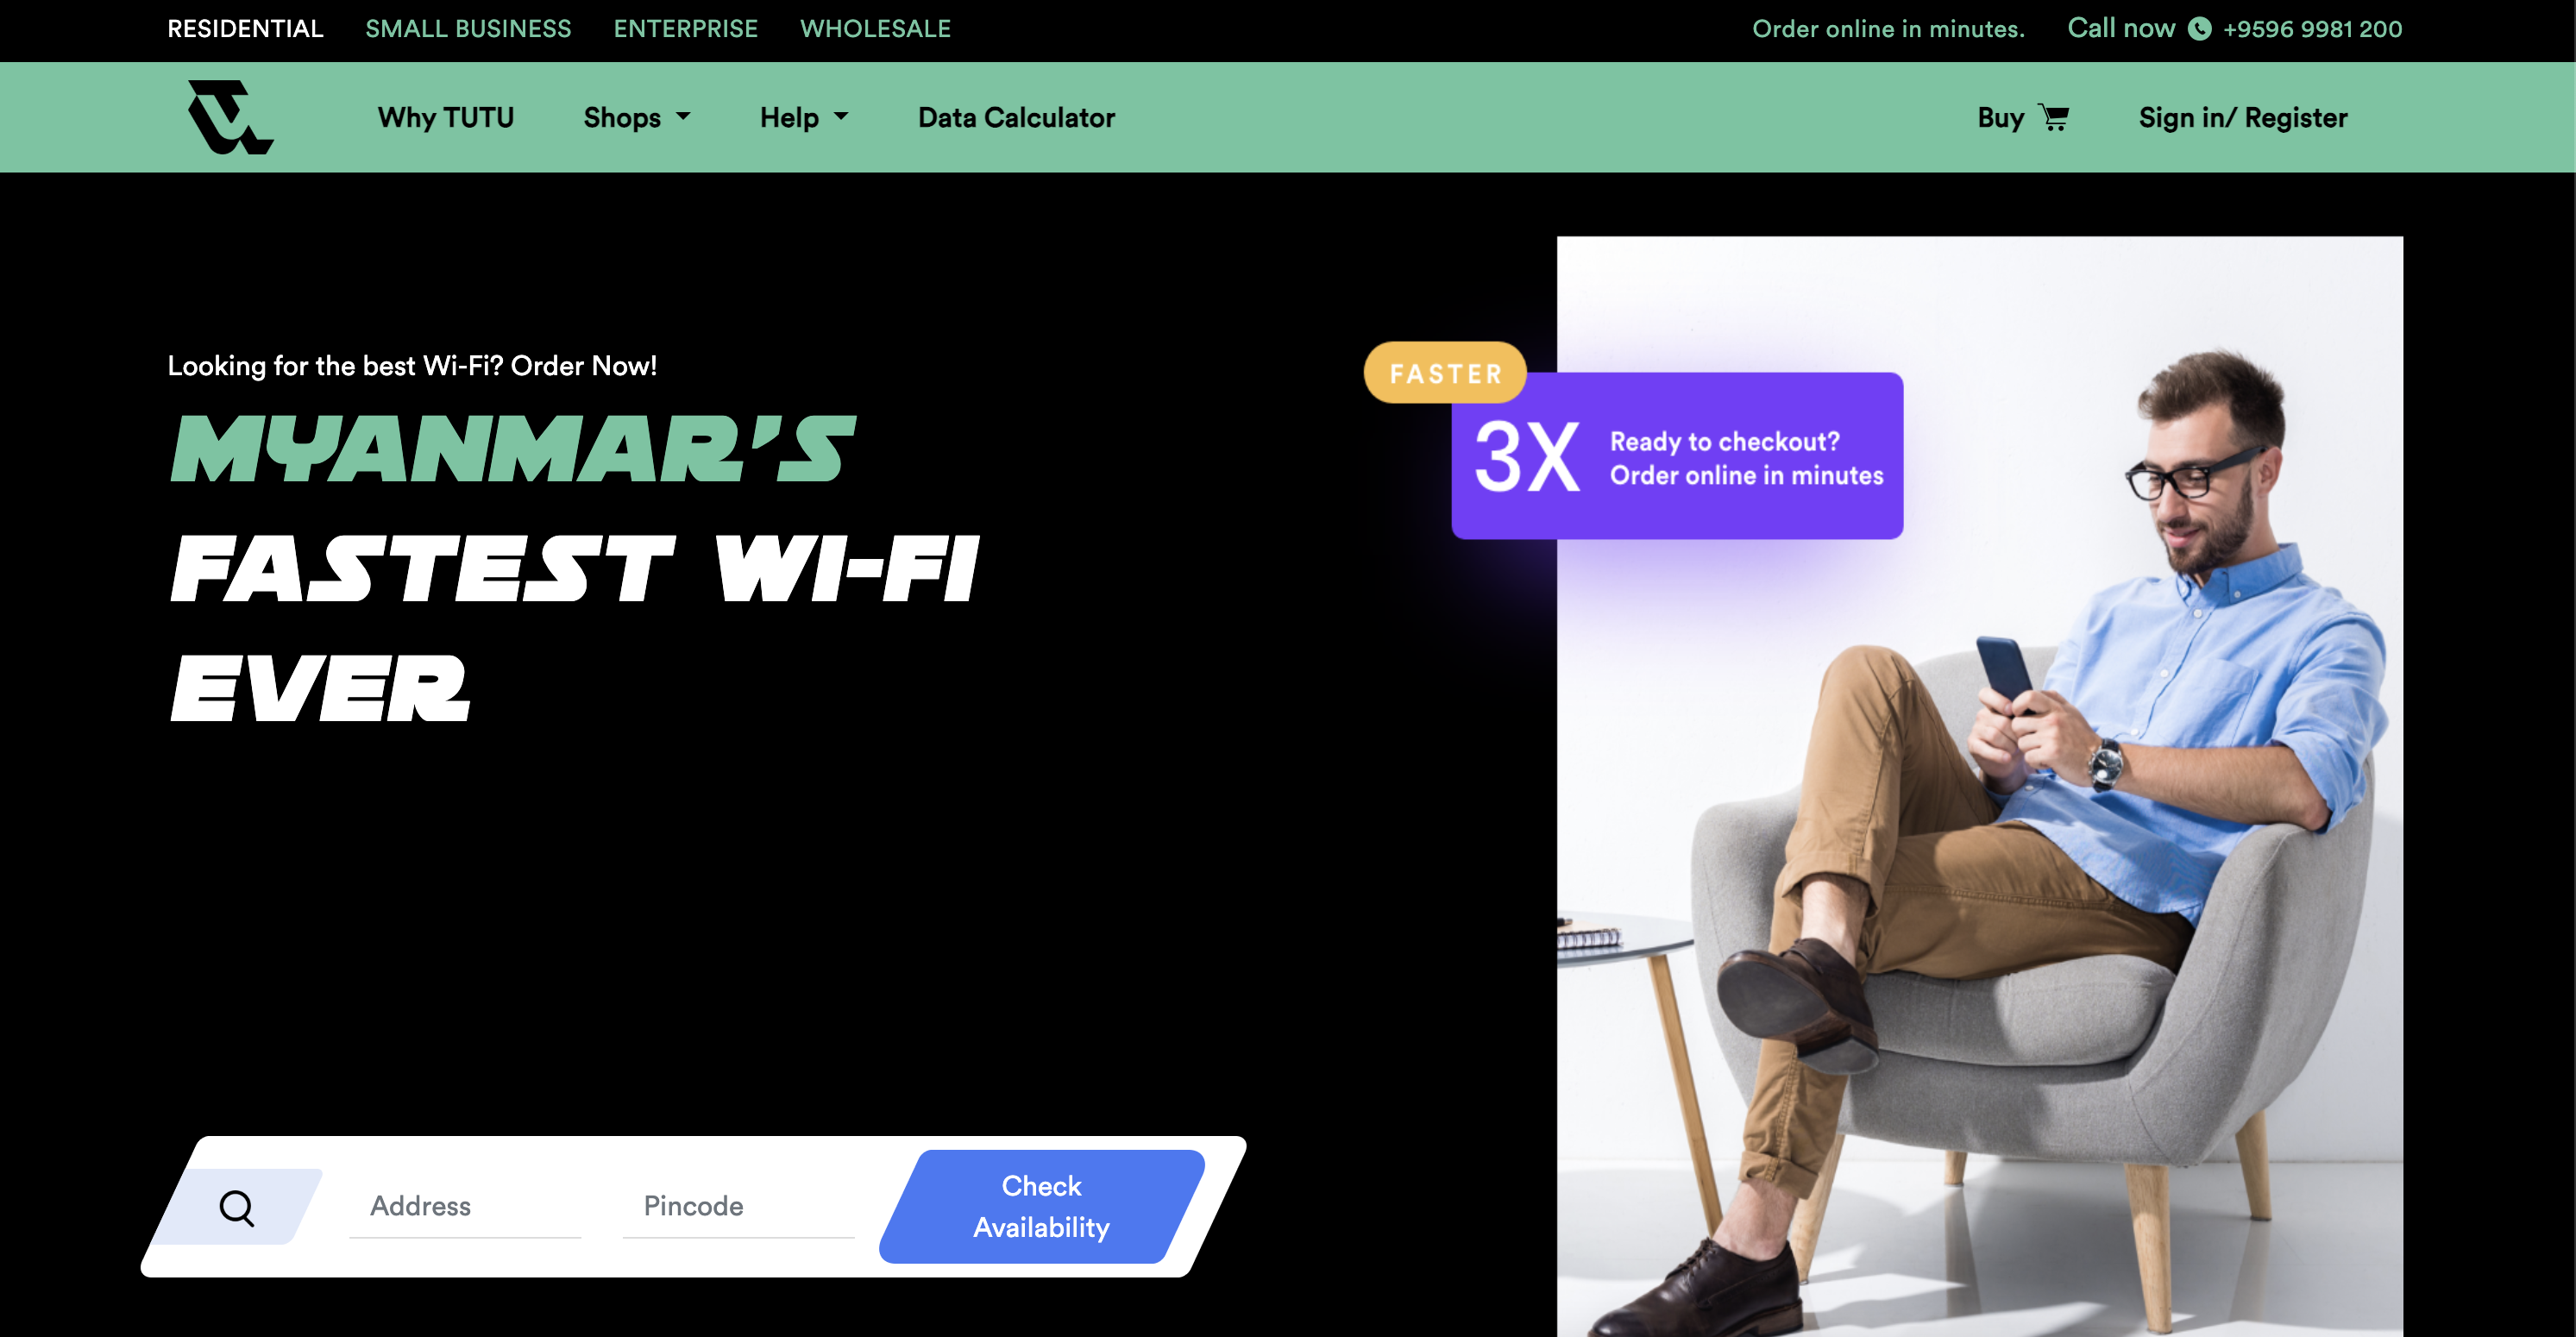 RESIDENTIAL SMALL BUSINESS ENTERPRISE WHOLESALE Order online in minutes. Call now +9596 9981 200
Why TUTU Shops Help Data Calculator Buy Sign in/ Register
Looking for the best Wi-Fi? Order Now!
MYANMAR'S
FASTEST WI-FI
EVER
FASTER
3X
Ready to checkout?
Order online in minutes
Address
Pincode
Check
Availability